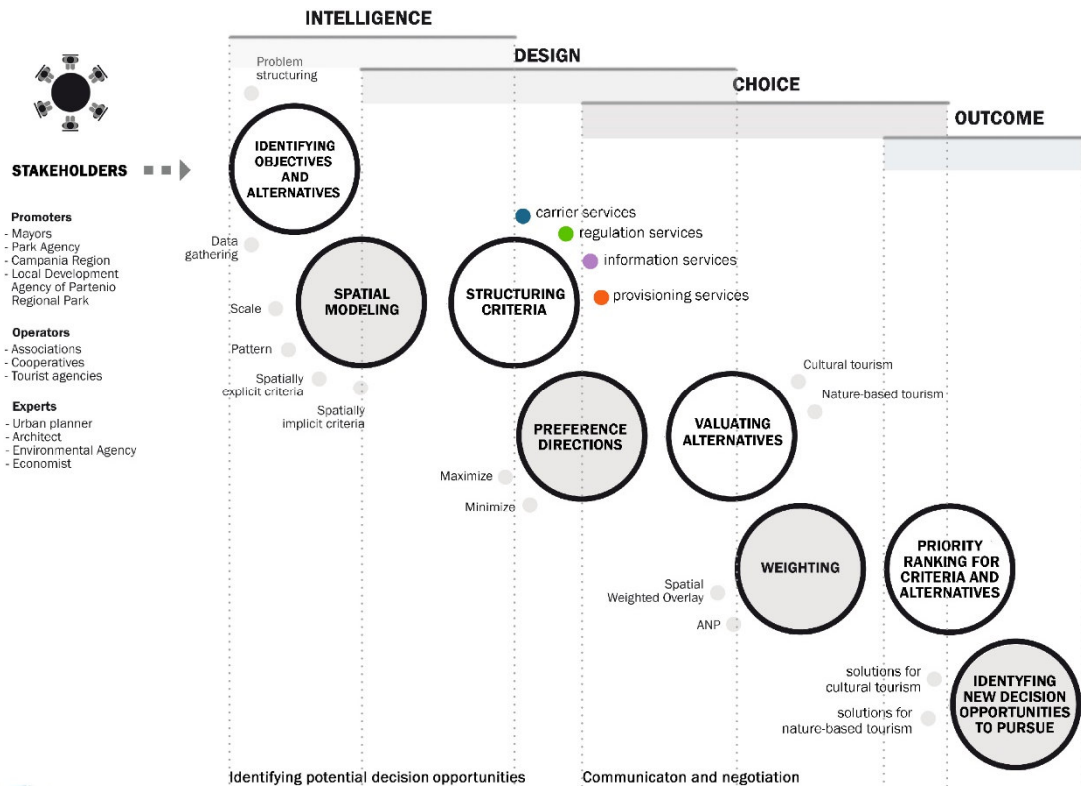 INTELLIGENCE
DESIGN
CHOICE
OUTCOME
Problem
structuring
STAKEHOLDERS
Promoters
- Mayors
- Park Agency
- Campania Region
- Local Development
Agency of Partenio
Regional Park
Operators
- Associations
- Cooperatives
- Tourist agencies
Experts
- Urban planner
- Architect
- Environmental Agency
- Economist
IDENTIFYING
OBJECTIVES
AND
ALTERNATIVES
Data
gathering
Scale
Pattern
Spatially
explicit criteria
Spatially
implicit criteria
SPATIAL
MODELING
STRUCTURING
CRITERIA
carrier services
regulation services
information services
provisioning services
PREFERENCE
DIRECTIONS
Maximize
Minimize
VALUATING
ALTERNATIVES
Cultural tourism
Nature-based tourism
WEIGHTING
Spatial
Weighted Overlay
ANP
PRIORITY
RANKING FOR
CRITERIA AND
ALTERNATIVES
solutions for
cultural tourism
solutions for
nature-based tourism
IDENTYFING
NEW DECISION
OPPORTUNITIES
TO PURSUE
Identifying potential decision opportunities
Communicaton and negotiation